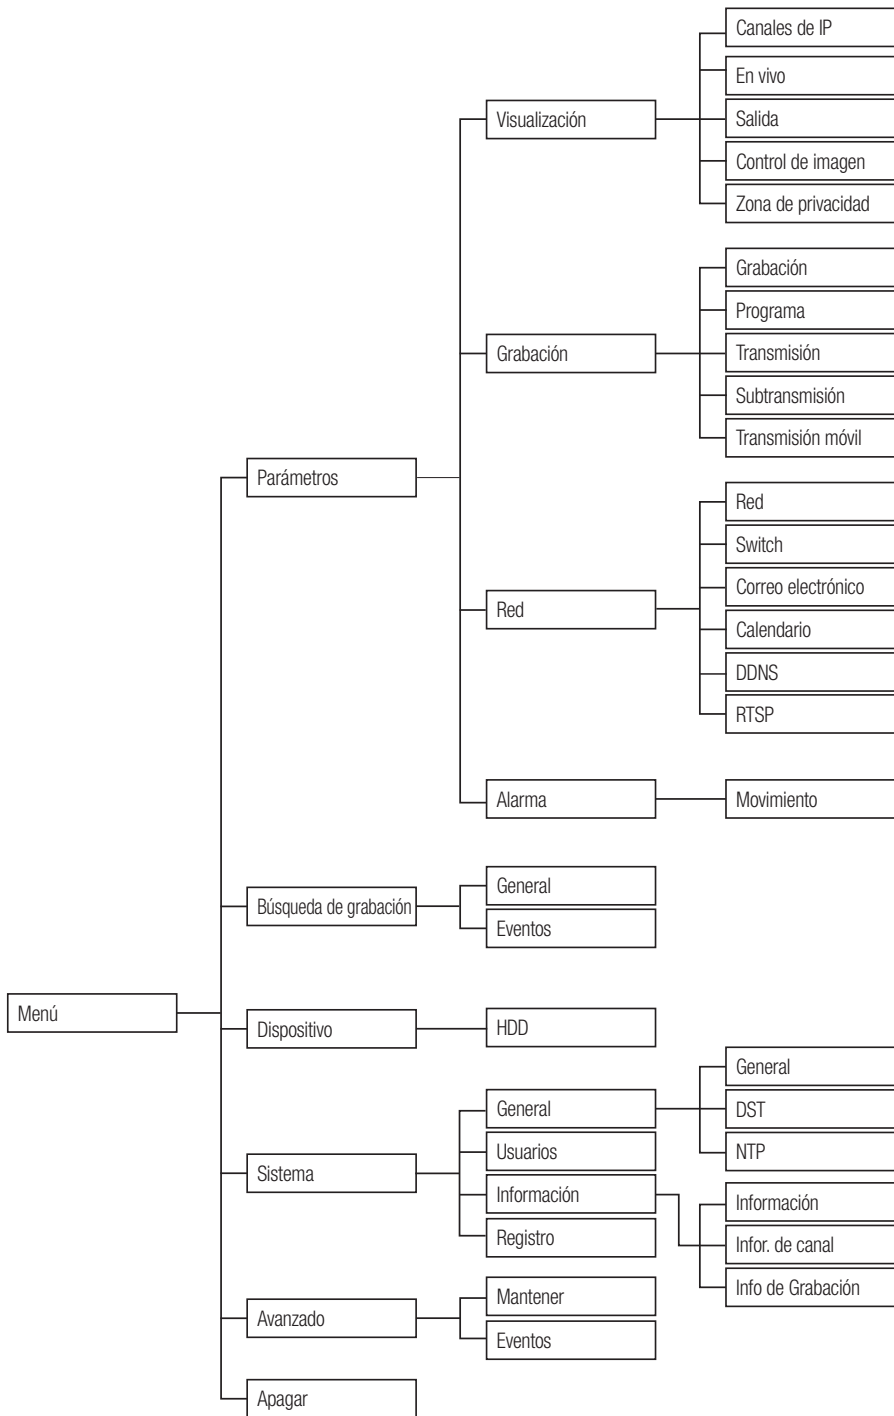 Canales de IP
En vivo
Visualización
Salida
Control de imagen
Zona de privacidad
Grabación
Programa
Grabación
Transmisión
Subtransmisión
Transmisión móvil
Parámetros
Red
Switch
Correo electrónico
Red
Calendario
DDNS
RTSP
Alarma
Movimiento
Búsqueda de grabación
General
Eventos
Menú
Dispositivo
HDD
General
General
DST
Usuarios
NTP
Sistema
Información
Información
Registro
Infor. de canal
Info de Grabación
Mantener
Avanzado
Eventos
Apagar